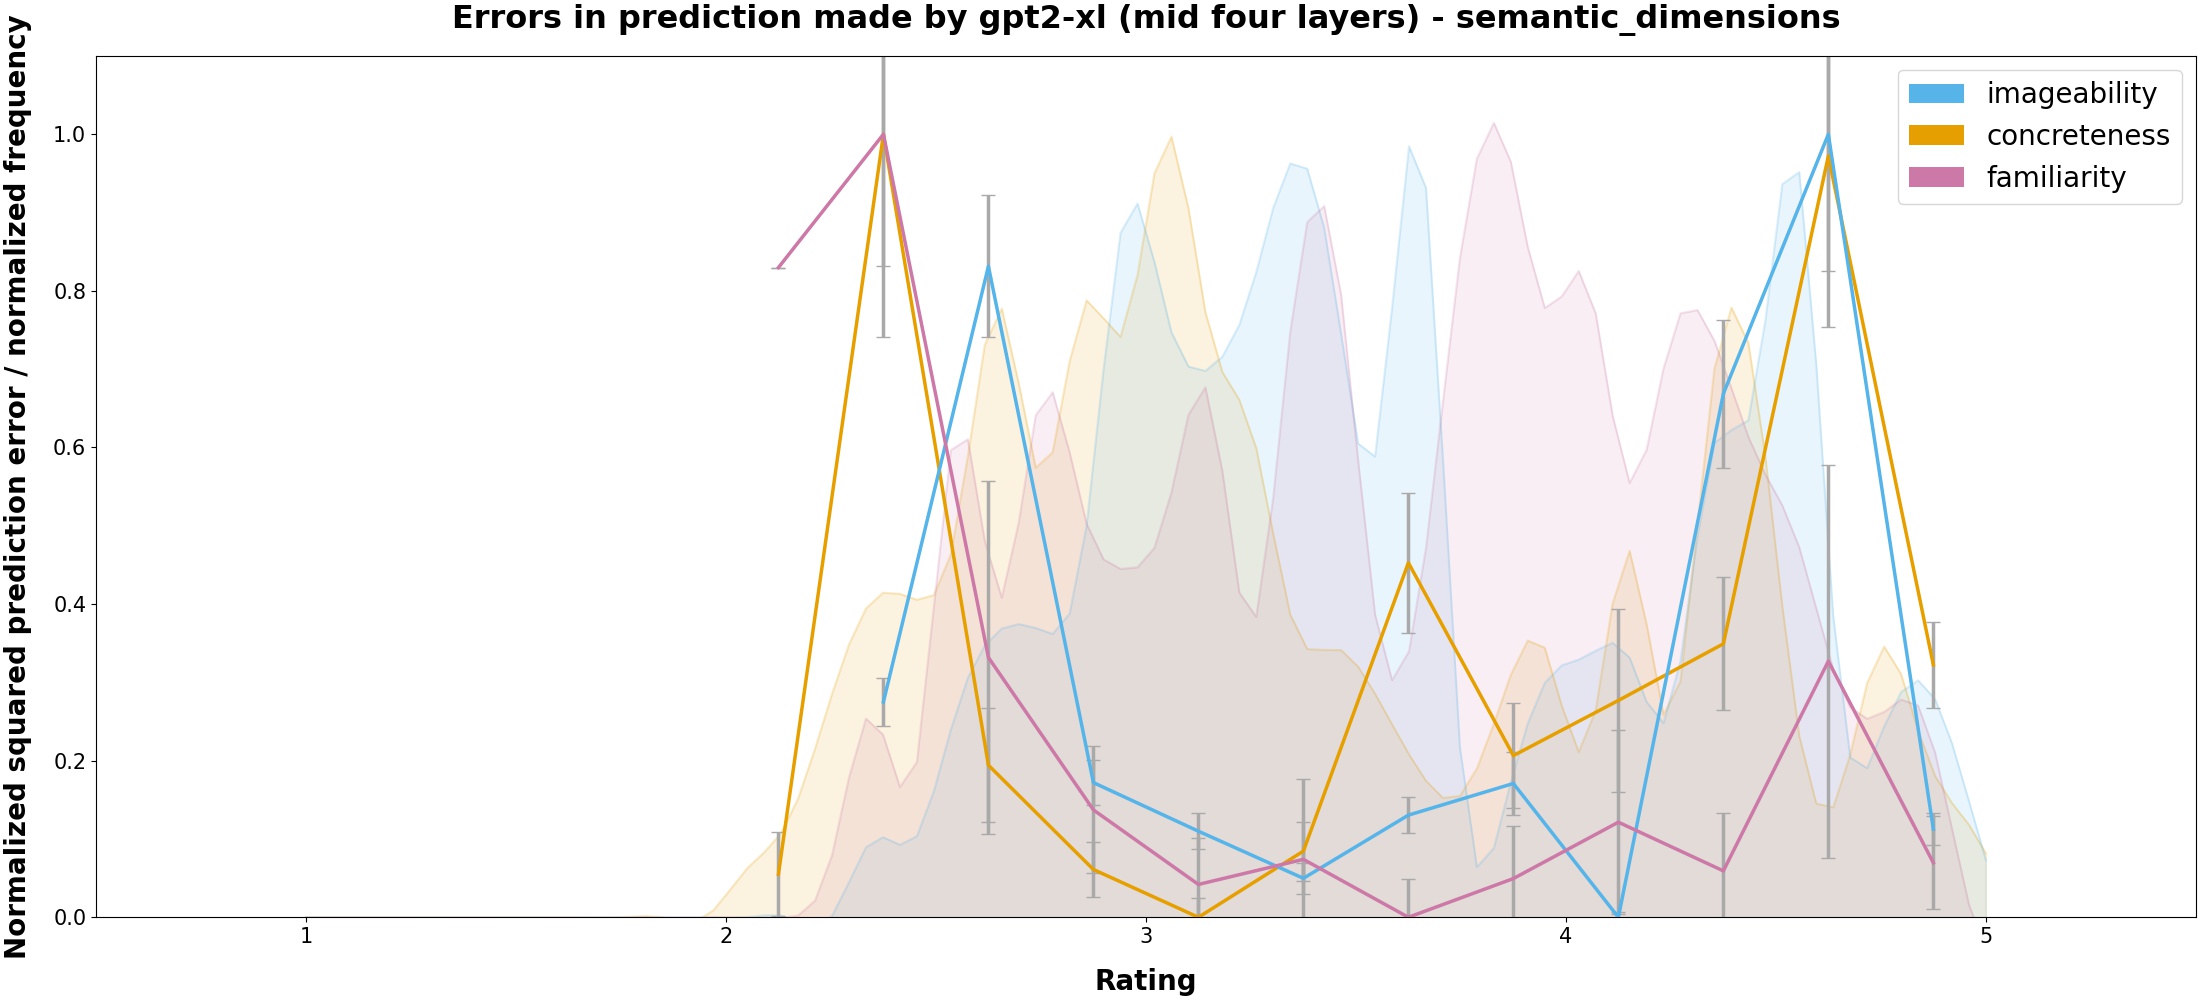 Errors in prediction made by gpt2-xl (mid four layers) - semantic_dimensions
Normalized squared prediction error / normalized frequency
1.0
0.8
0.6
0.4
0.2
0.0
imageability
concreteness
familiarity
1 2 3 4 5
Rating